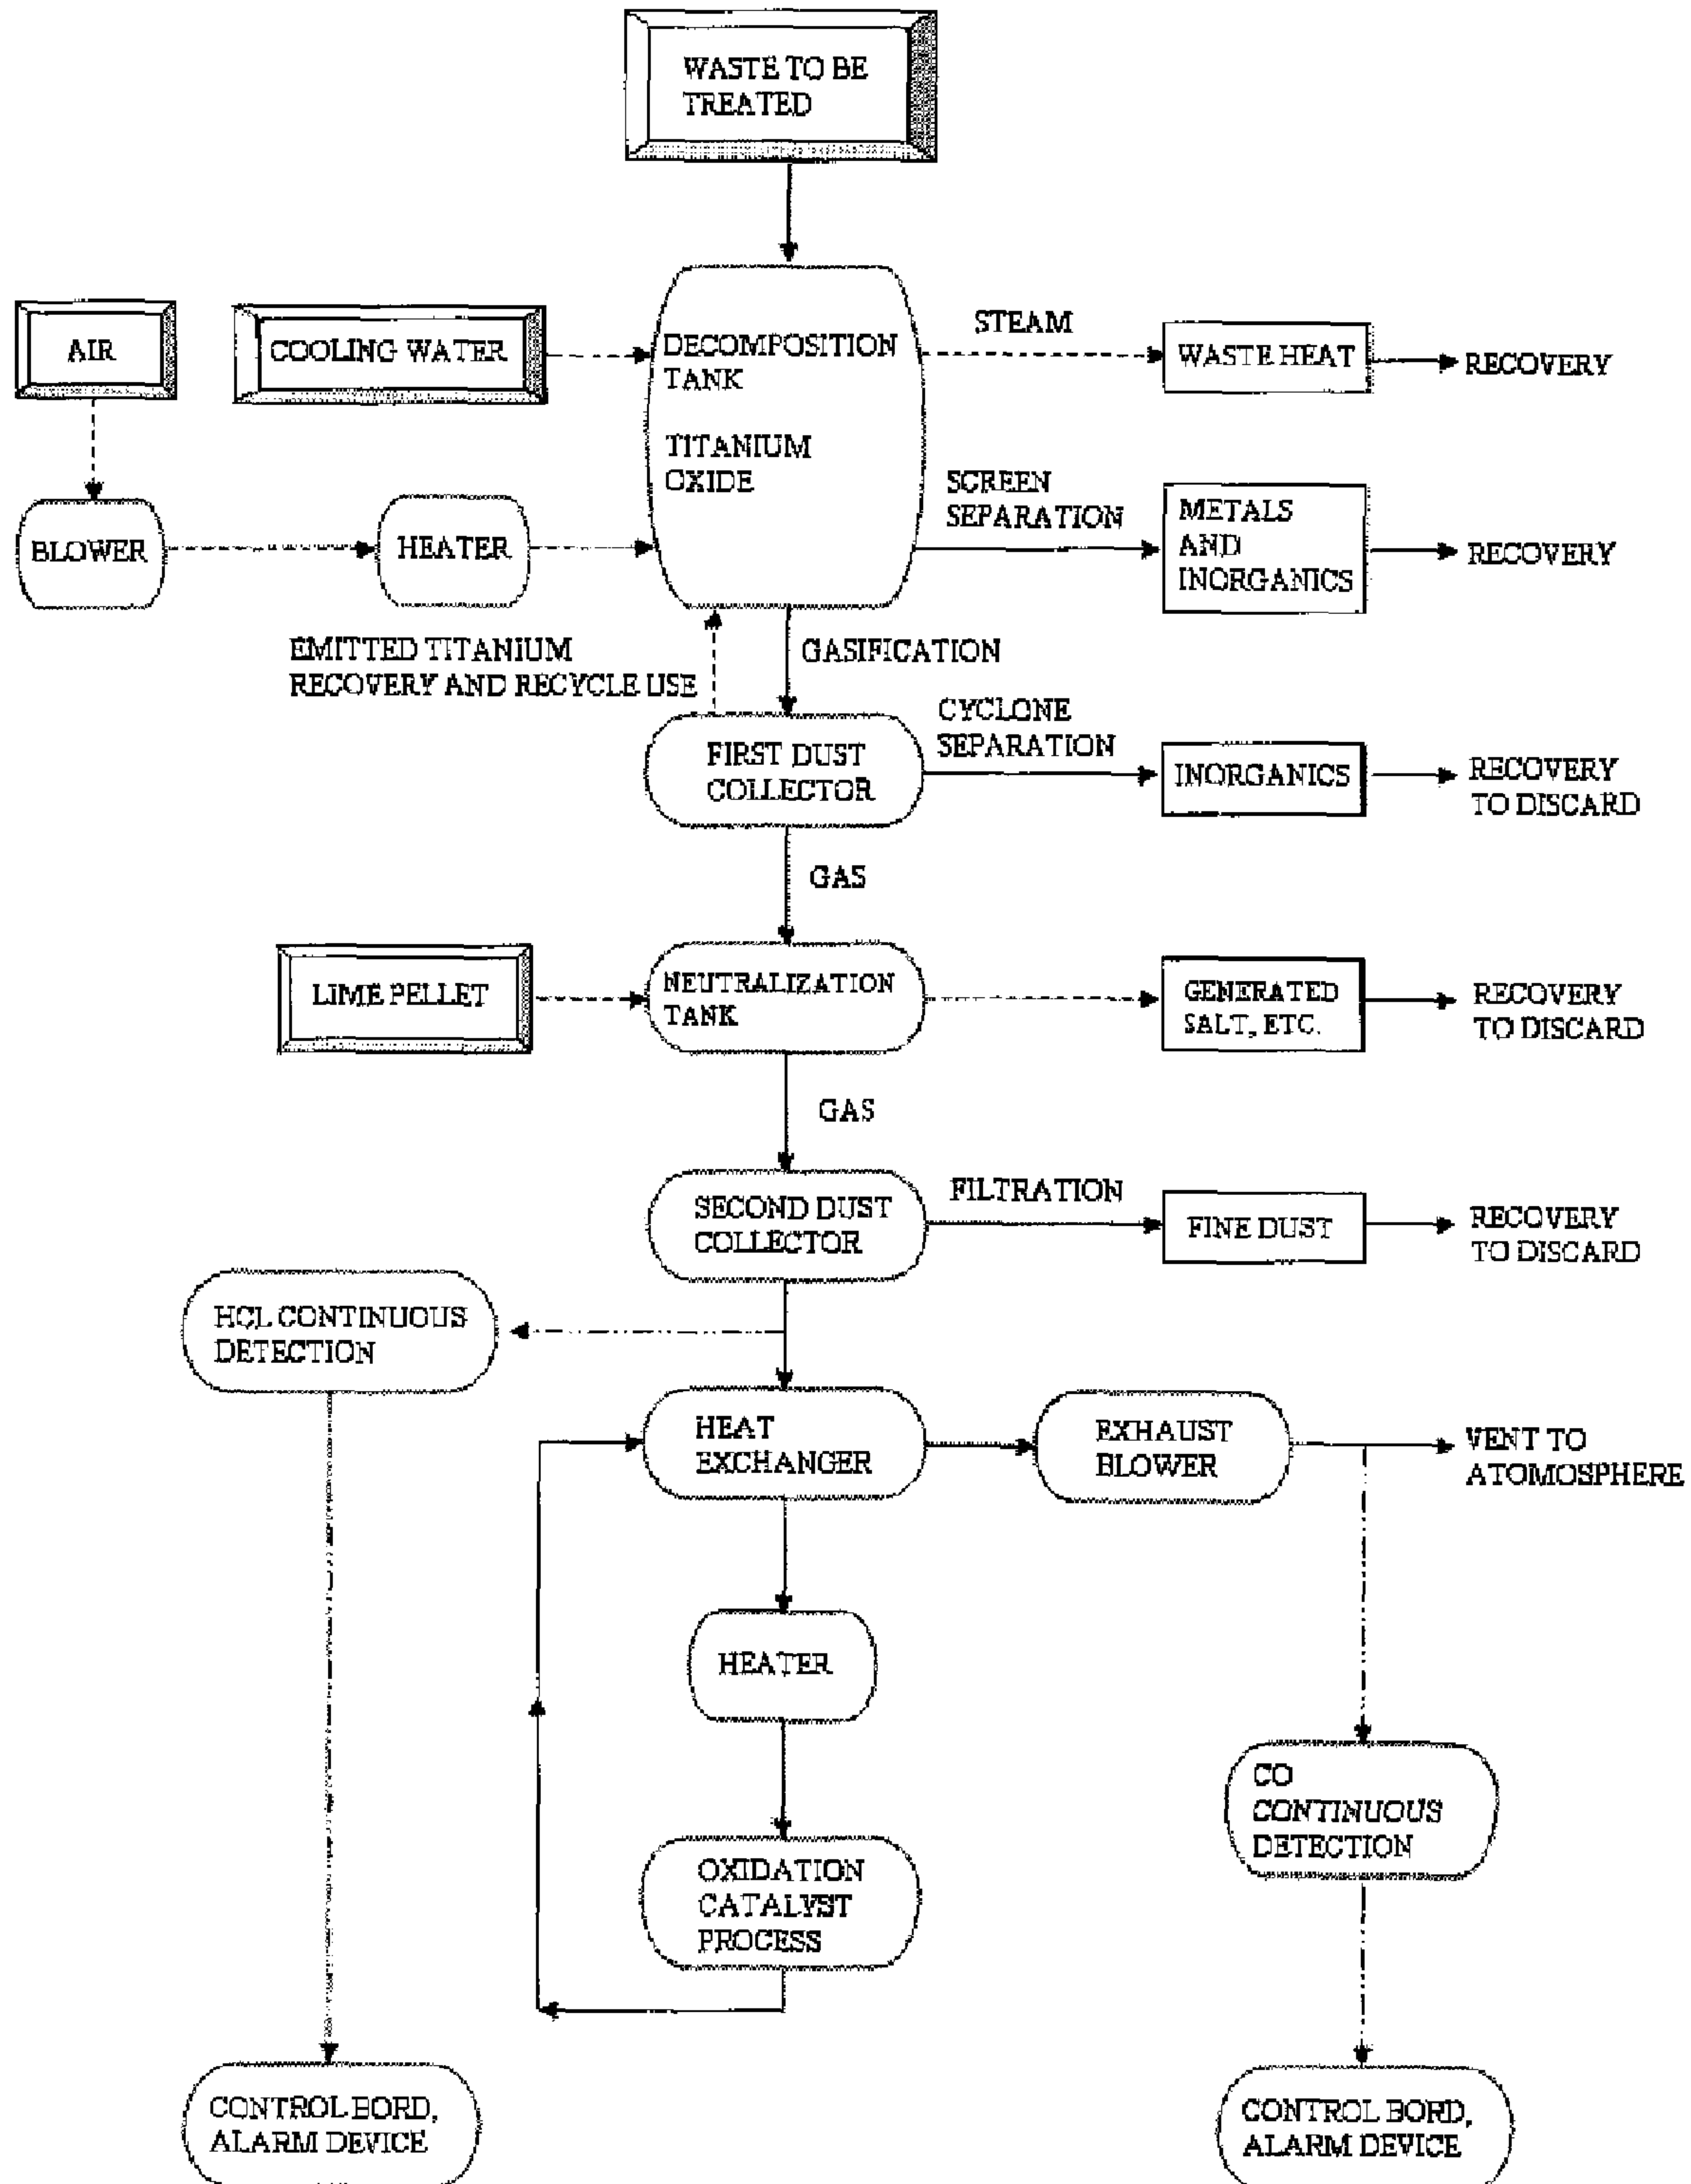 WASTE TO BE
TREATED
AIR
COOLING WATER
DECOMPOSITION
TANK
TITANIUM
OXIDE
STEAM
WASTE HEAT
RECOVERY
BLOWER
HEATER
SCREEN
SEPARATION
METALS
AND
INORGANICS
RECOVERY
EMITTED TITANIUM
RECOVERY AND RECYCLE USE
GASIFICATION
FIRST DUST
COLLECTOR
CYCLONE
SEPARATION
INORGANICS
RECOVERY
TO DISCARD
GAS
LIME PELLET
NEUTRALIZATION
TANK
GENERATED
SALT, ETC.
RECOVERY
TO DISCARD
GAS
SECOND DUST
COLLECTOR
FILTRATION
FINE DUST
RECOVERY
TO DISCARD
HCL CONTINUOUS
DETECTION
HEAT
EXCHANGER
EXHAUST
BLOWER
VENT TO
ATOMOSPHERE
HEATER
CO
CONTINUOUS
DETECTION
OXIDATION
CATALYST
PROCESS
CONTROL BORD,
ALARM DEVICE
CONTROL BORD,
ALARM DEVICE